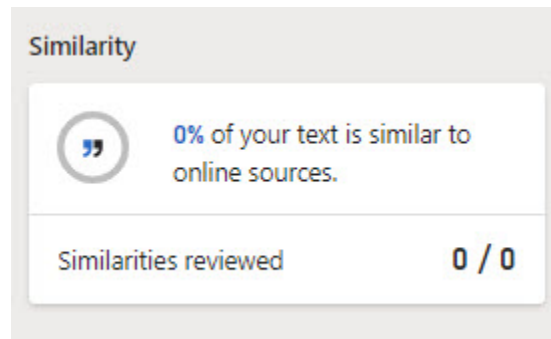 Similarity
0% of your text is similar to
online sources.
Similarities reviewed
0 / 0